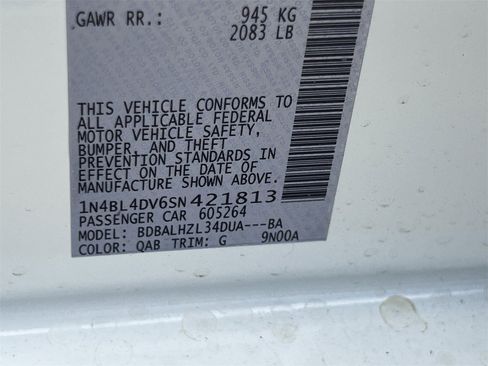 GAWR RR.: 945 KG
2083 LB
THIS VEHICLE CONFORMS TO
ALL APPLICABLE FEDERAL
MOTOR VEHICLE SAFETY,
BUMPER, AND THEFT
PREVENTION STANDARDS IN
EFFECT ON THE DATE OF
MANUFACTURE SHOWN ABOVE.
1N4BL4DV6SN421813
PASSENGER CAR 605264
MODEL: BDBALHZL34DUA---BA
COLOR: QAB TRIM: G 9N00A